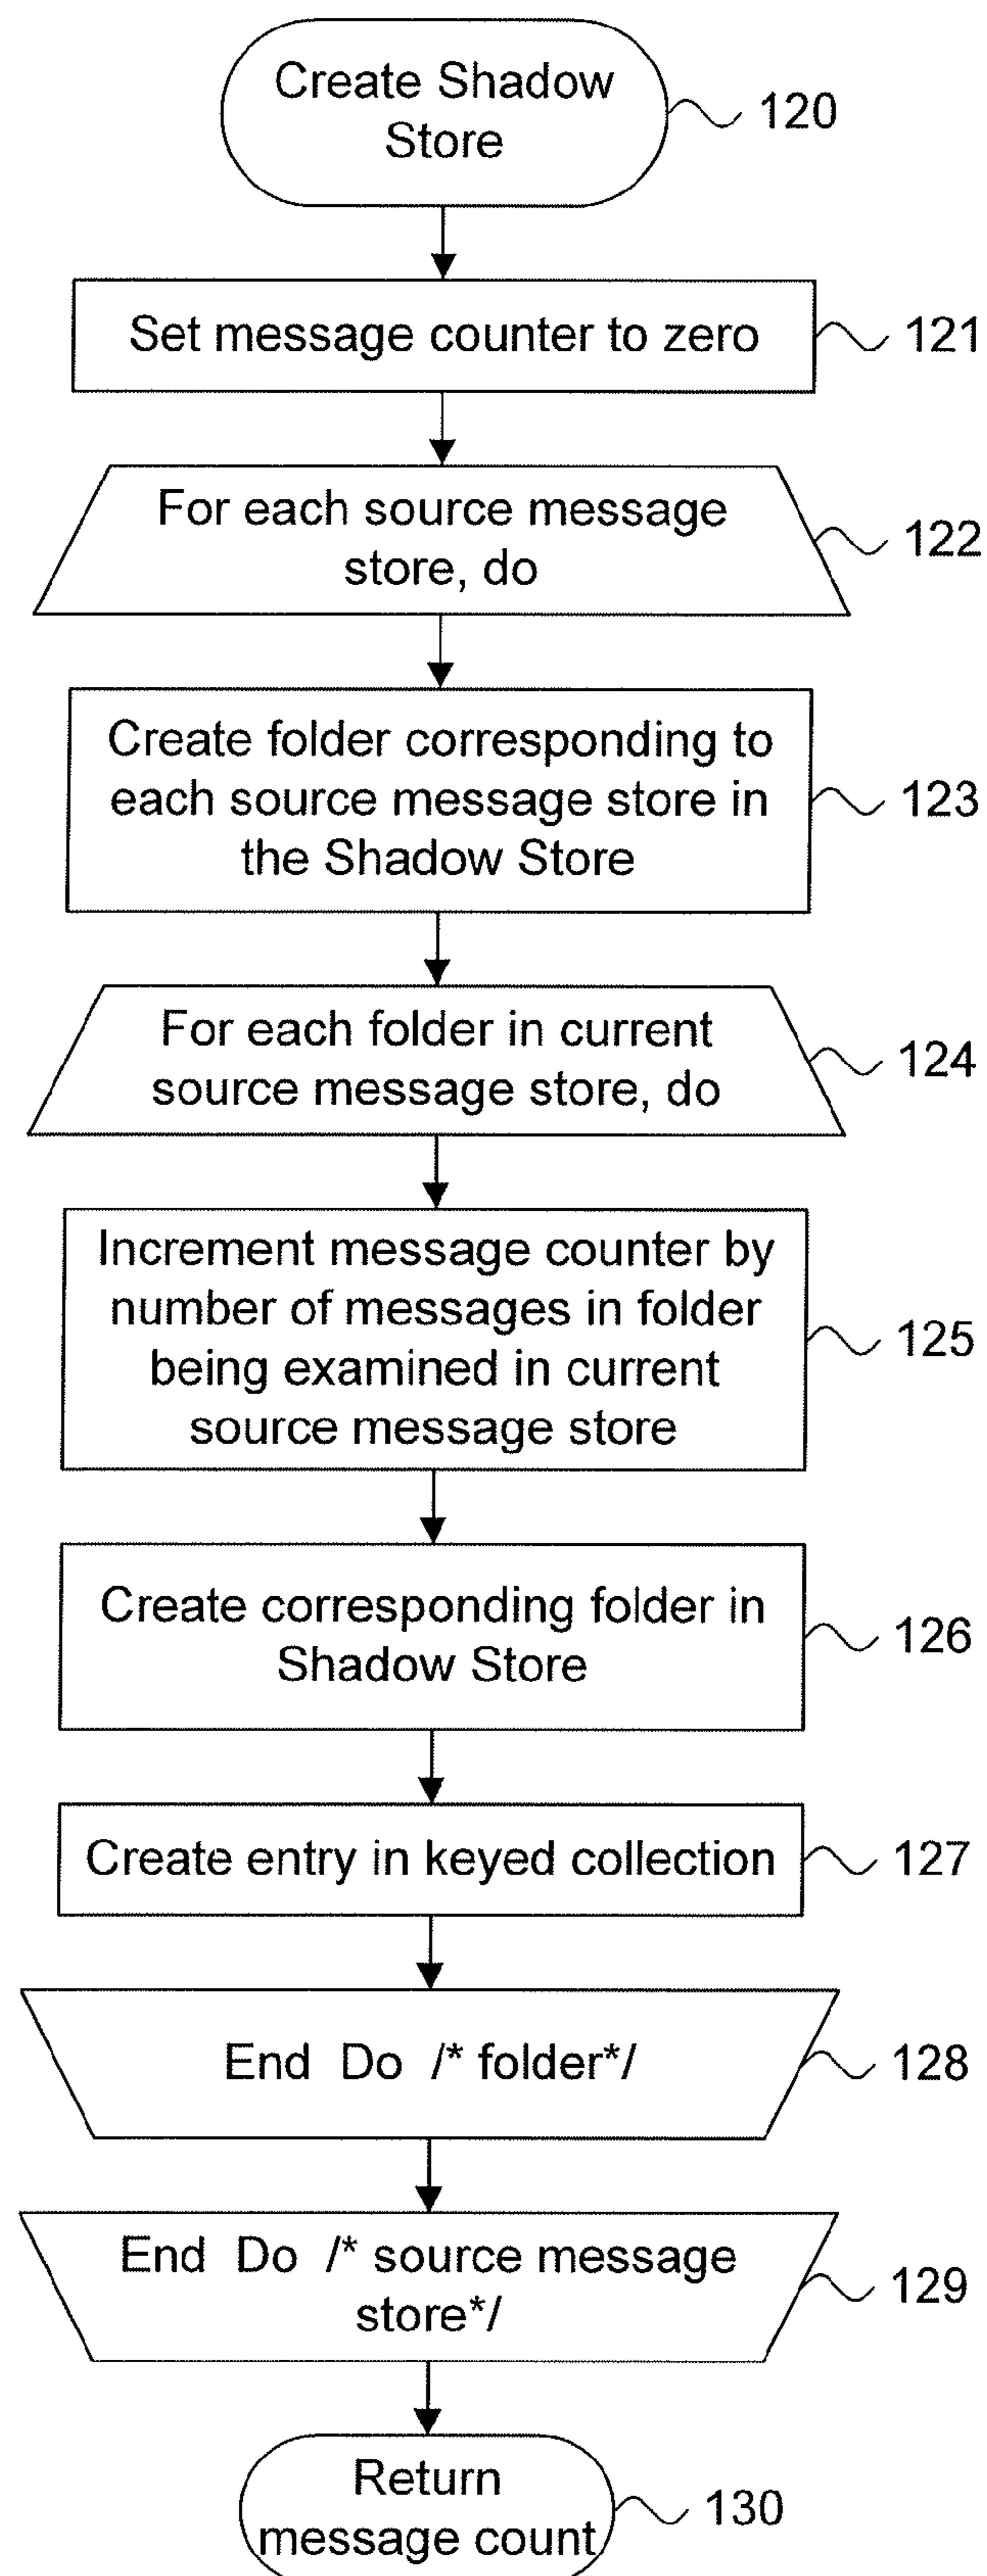 Create Shadow
Store
120
Set message counter to zero
121
For each source message
store, do
122
Create folder corresponding to
each source message store in
the Shadow Store
123
For each folder in current
source message store, do
124
Increment message counter by
number of messages in folder
being examined in current
source message store
125
Create corresponding folder in
Shadow Store
126
Create entry in keyed collection
127
End Do /* folder*/
128
End Do /* source message
store*/
129
Return
message count
130